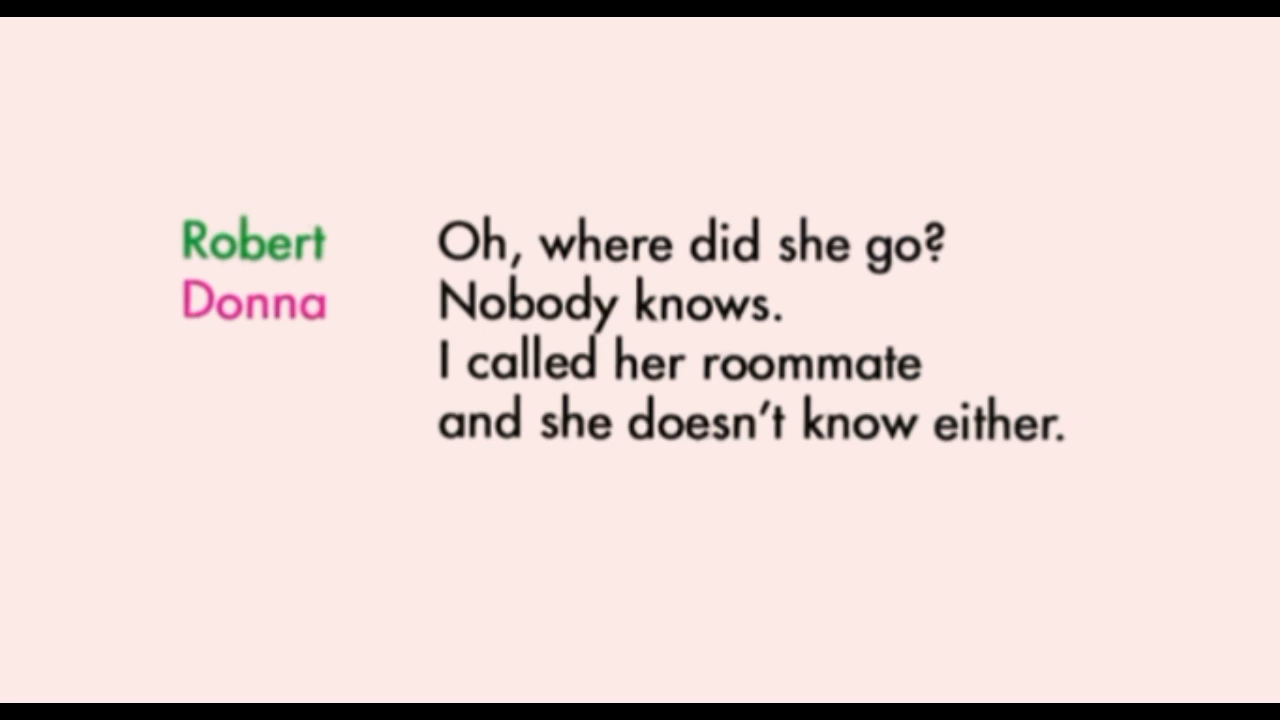 Robert Oh, where did she go?
Donna Nobody knows.
I called her roommate
and she doesn’t know either.